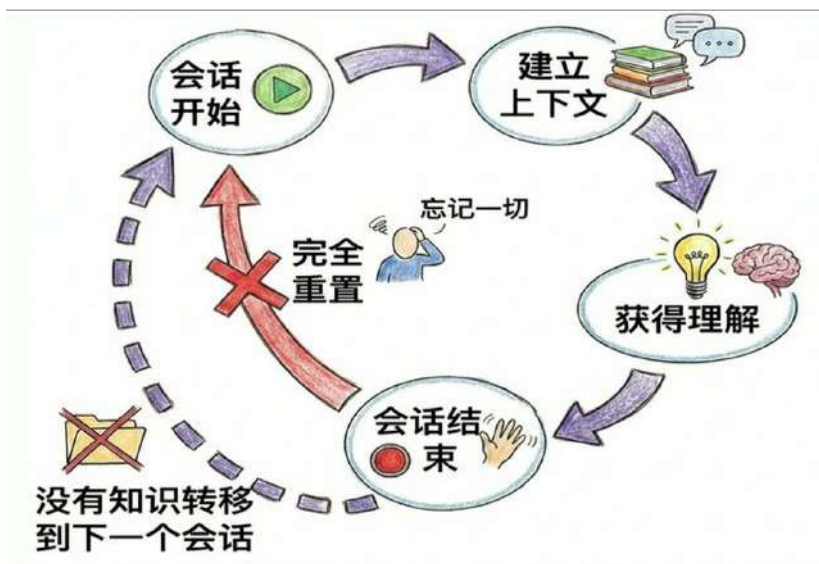 会话
开始
建立
上下文
获得理解
会话结
束
完全
重置
忘记一切
没有知识转移
到下一个会话